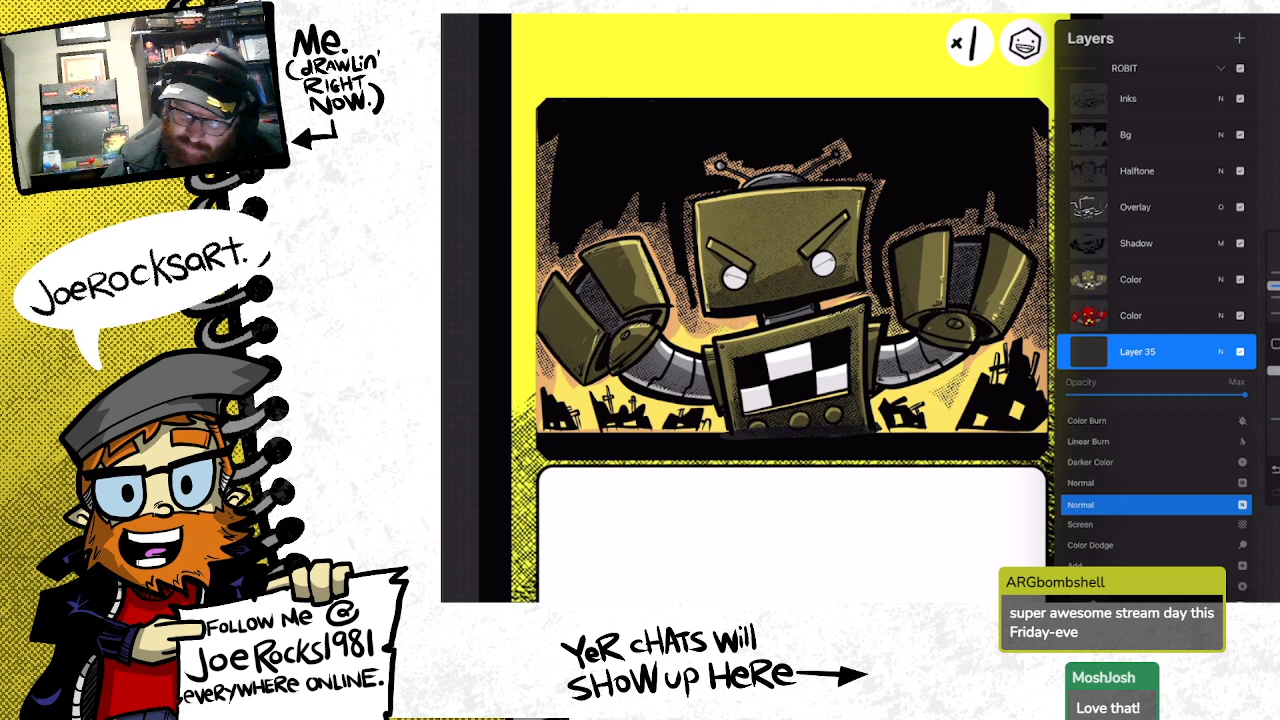 Me.
(dRAWLin'
RiGHT
NoW.)
JoeRocksart.
Follow Me @
JoeRocks1981
everywhere online.
x1
Layers
ROBIT
Inks N
Bg N
Halftone N
Overlay O
Shadow M
Color N
Color N
Layer 35 N
Opacity Max
Color Burn
Linear Burn
Darker Color
Normal
Normal
Screen
Color Dodge
Add
YeR cHATs Will
SHoW up HeRe
ARGbombshell
super awesome stream day this
Friday-eve
MoshJosh
Love that!